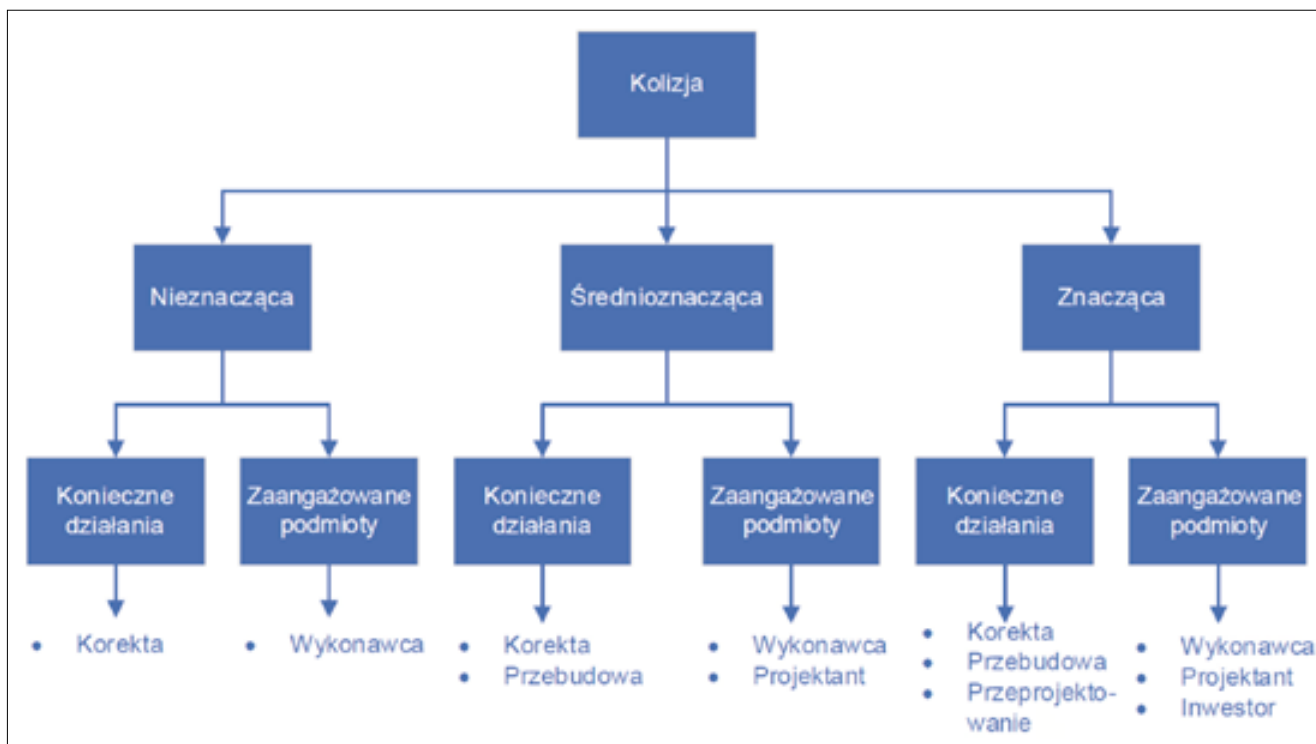 Kolizja
Nieznacząca
Średnioznacząca
Znacząca
Konieczne
działania
Zaangażowane
podmioty
Konieczne
działania
Zaangażowane
podmioty
Konieczne
działania
Zaangażowane
podmioty
• Korekta
• Wykonawca
• Korekta
• Przebudowa
• Wykonawca
• Projektant
• Korekta
• Przebudowa
• Przeprojekto-
wanie
• Wykonawca
• Projektant
• Inwestor